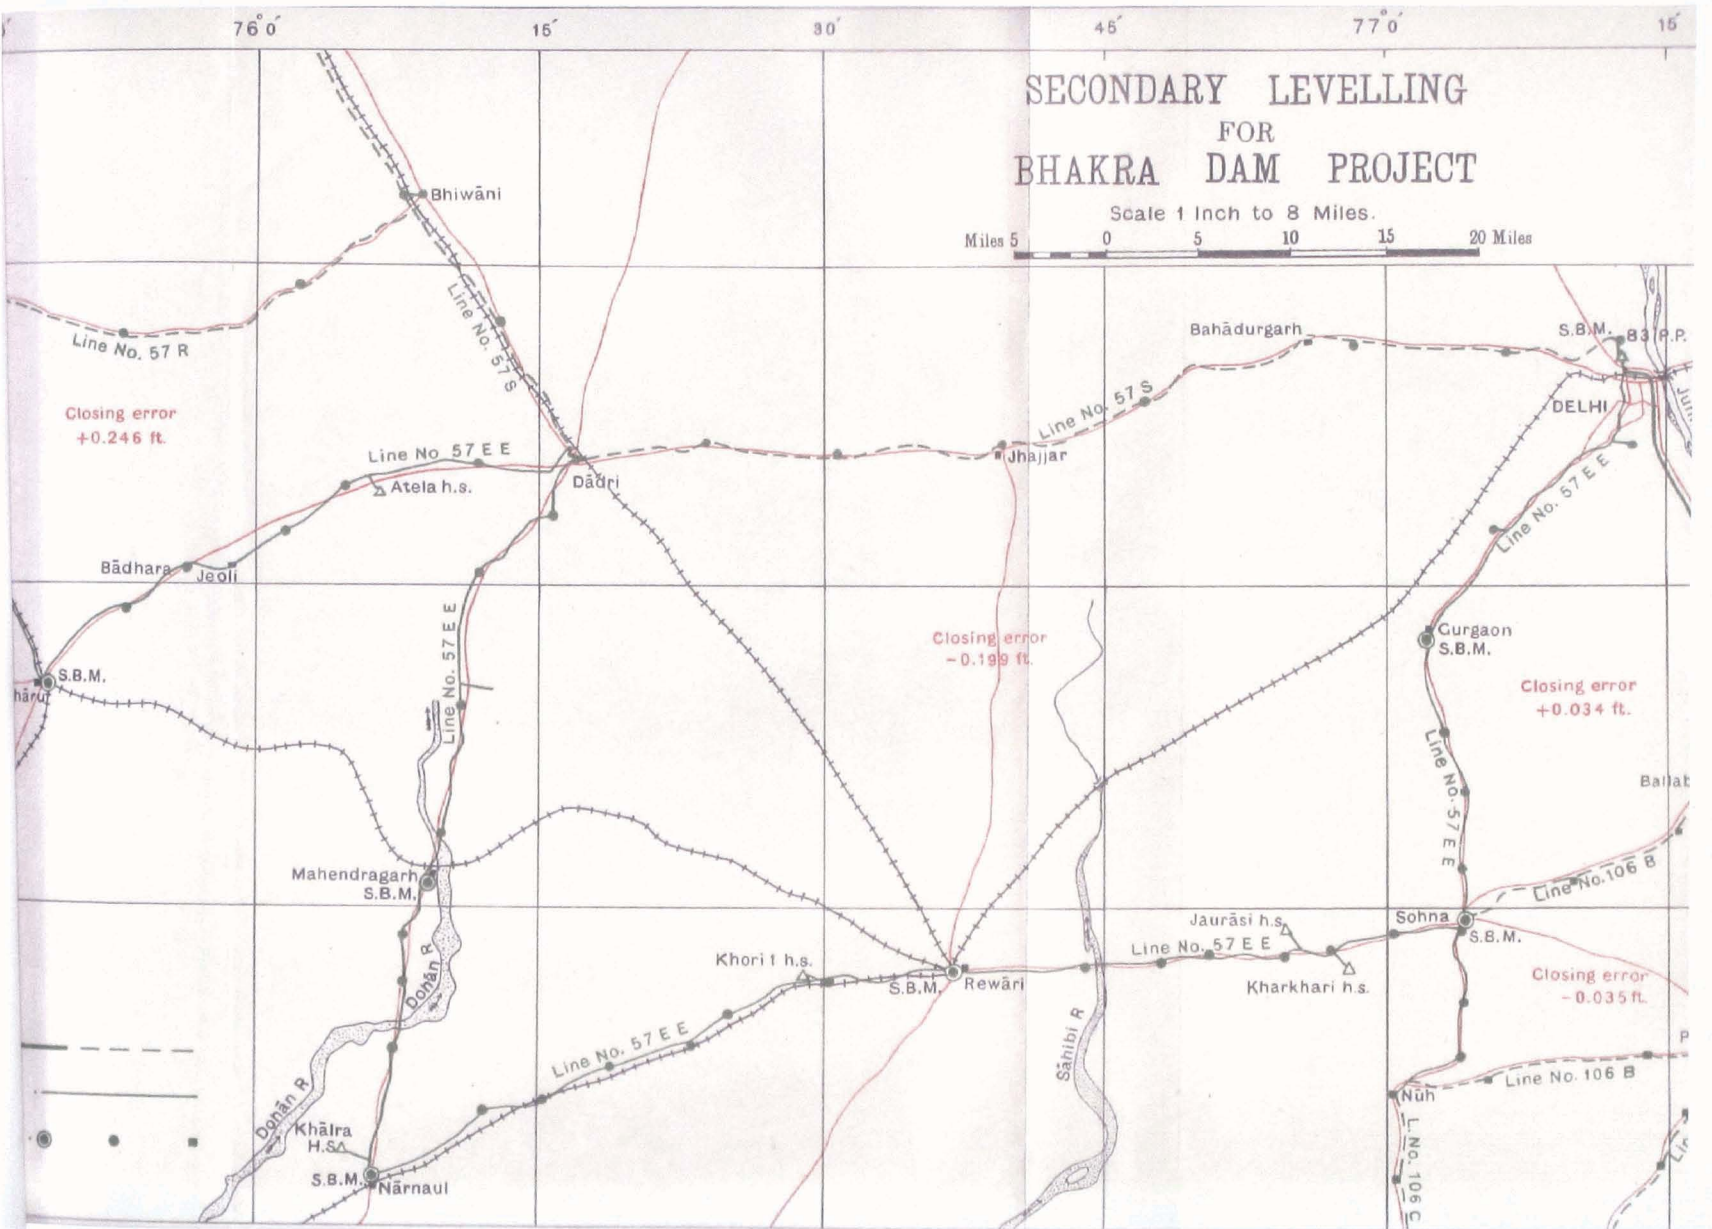 76°0′ 15′ 30′ 45′ 77°0′ 15′
SECONDARY LEVELLING
FOR
BHAKRA DAM PROJECT
Scale 1 Inch to 8 Miles.
Miles 5 0 5 10 15 20 Miles
Bhiwāni
Line No. 57 R
Line No. 57 S
Closing error
+0.246 ft.
Line No 57 E E
Atela h.s.
Dādri
Bādhara
Jeoli
Line No. 57 S
Jhajjar
Bahādurgarh
S.B.M.
83 P.P.
DELHI
Line No. 57 E E
S.B.M.
Line No. 57 E E
Closing error
-0.199 ft.
Gurgaon
S.B.M.
Closing error
+0.034 ft.
Line No. 57 E E
Mahendragarh
S.B.M.
Line No. 106 B
Sohna
S.B.M.
Jaurāsi h.s.
Line No. 57 E E
Kharkhari h.s.
Khori 1 h.s.
S.B.M.
Rewāri
Closing error
-0.035 ft.
Dohān R
Line No. 57 E E
Sāhibi R
Line No. 106 B
Nūh
Dohān R
Khālra
H.S.
S.B.M.
Nārnaul
L. No. 106 C